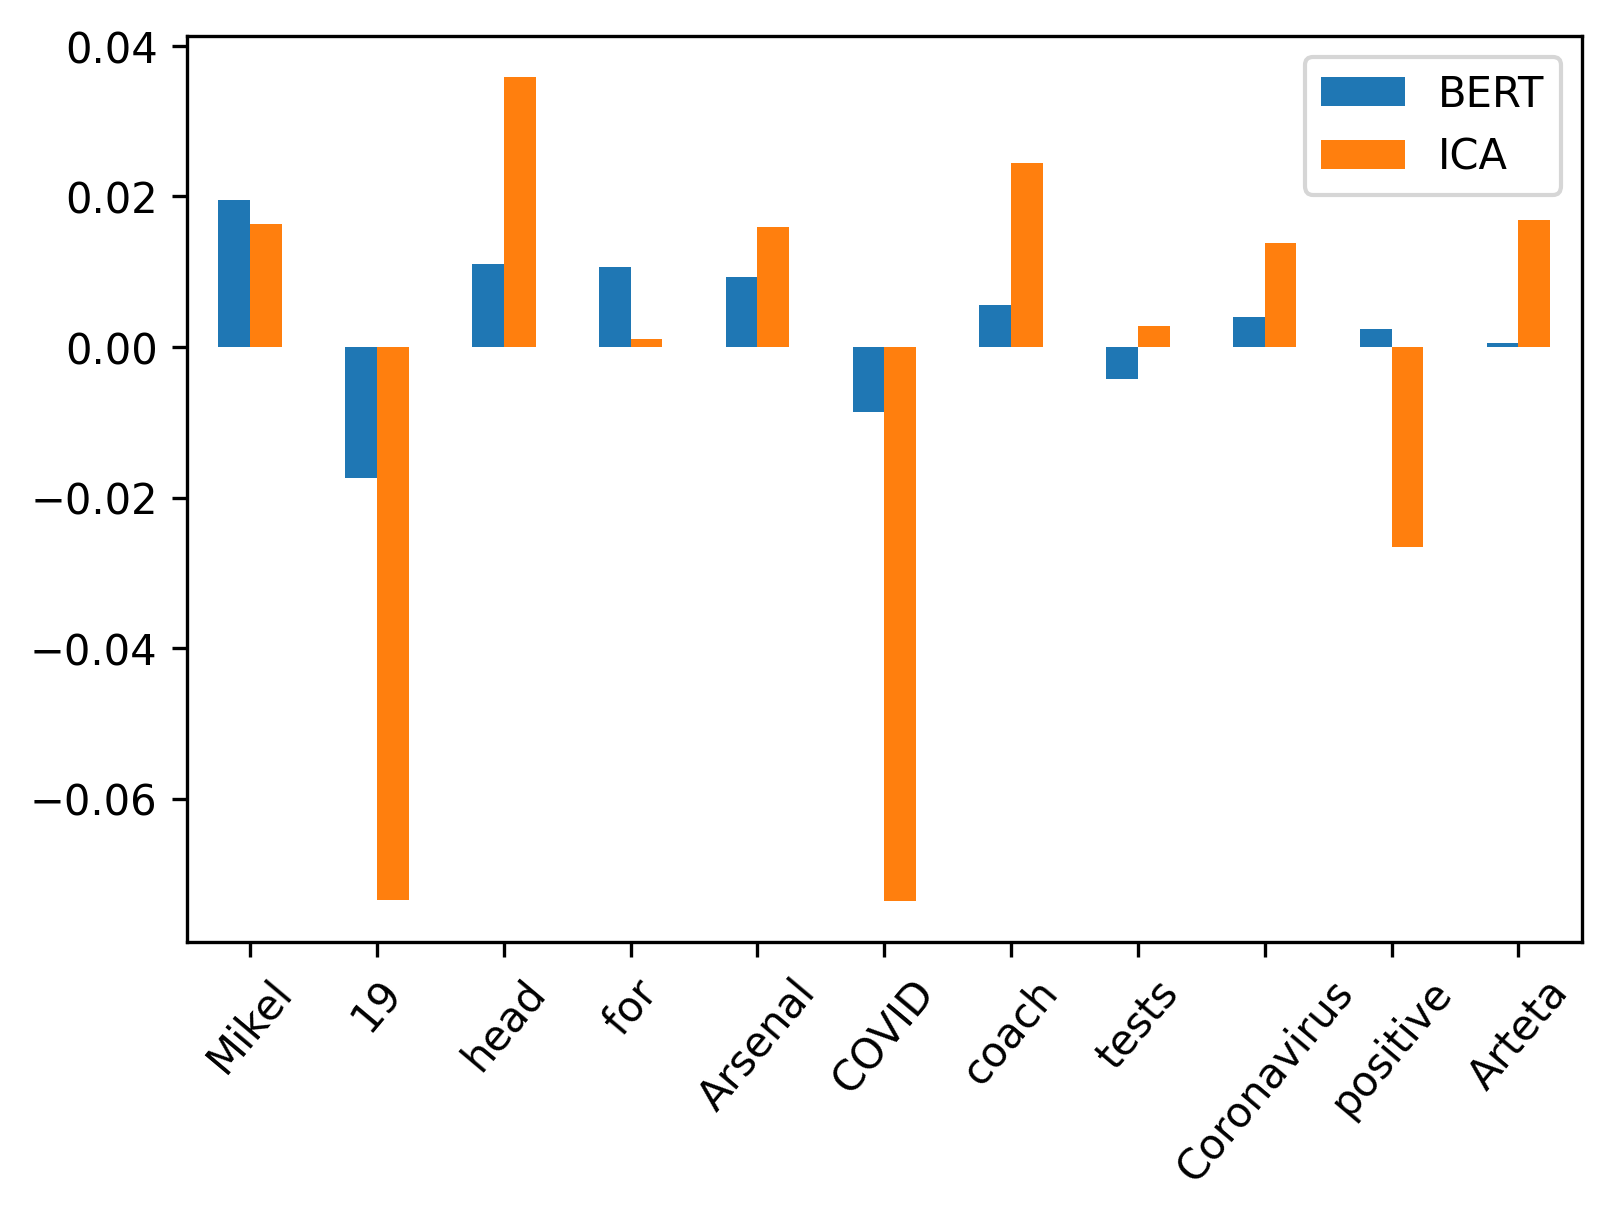 0.04
0.02
0.00
−0.02
−0.04
−0.06
BERT
ICA
Mikel
19
head
for
Arsenal
COVID
coach
tests
Coronavirus
positive
Arteta